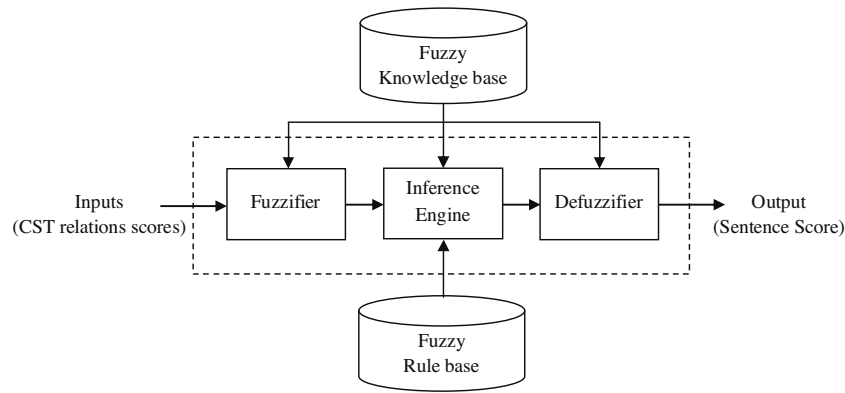 Fuzzy
Knowledge base
Inputs
(CST relations scores)
Fuzzifier
Inference
Engine
Defuzzifier
Output
(Sentence Score)
Fuzzy
Rule base